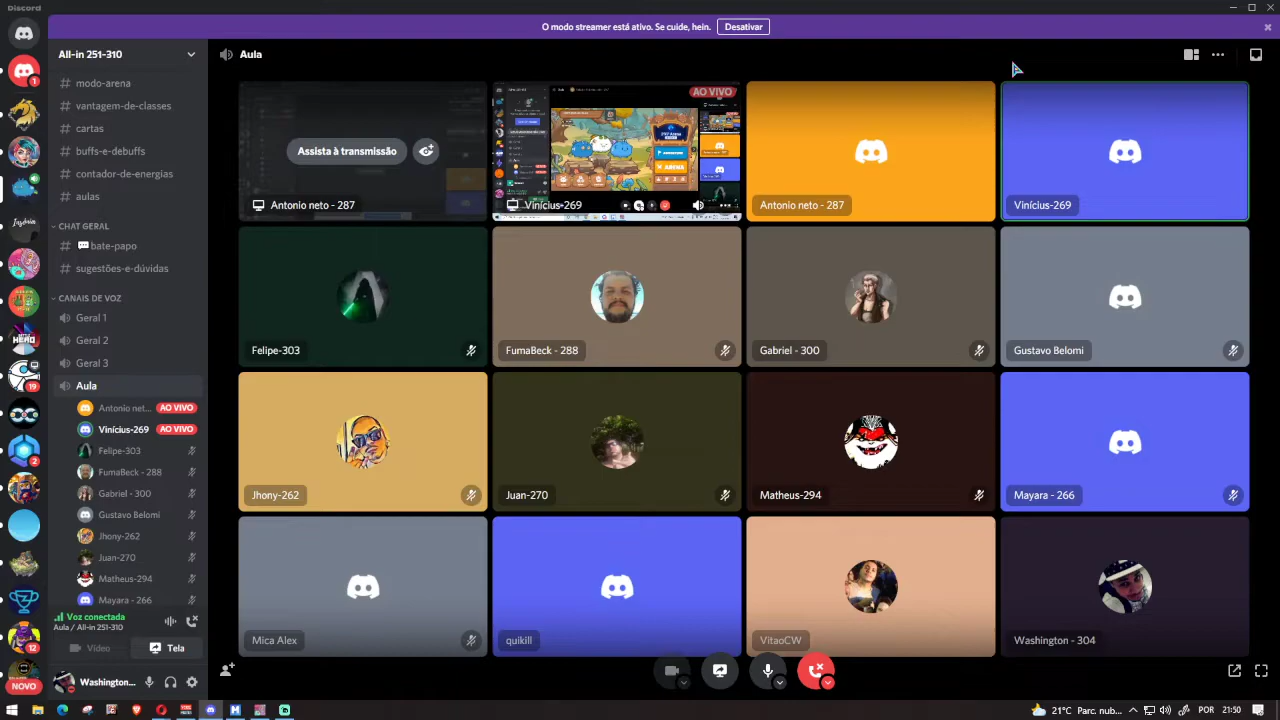 Discord
O modo streamer está ativo. Se cuide, hein.
Desativar
All-in 251-310
Aula
modo-arena
vantagem-de-classes
cartas
buffs-e-debuffs
contador-de-energias
aulas
CHAT GERAL
bate-papo
sugestões-e-dúvidas
CANAIS DE VOZ
Geral 1
Geral 2
Geral 3
Aula
Antonio net... AO VIVO
Vinícius-269 AO VIVO
Felipe-303
FumaBeck - 288
Gabriel - 300
Gustavo Belomi
Jhony-262
Juan-270
Matheus-294
Mayara - 266
Voz conectada
Aula / All-in 251-310
Vídeo
Tela
Washington...
1
19
2
12
NOVO
Assista à transmissão
Antonio neto - 287
AO VIVO
ARENA
Vinícius-269
Antonio neto - 287
Vinícius-269
Felipe-303
FumaBeck - 288
Gabriel - 300
Gustavo Belomi
Jhony-262
Juan-270
Matheus-294
Mayara - 266
Mica Alex
quikill
VitaoCW
Washington - 304
21°C Parc. nub...
POR
21:50